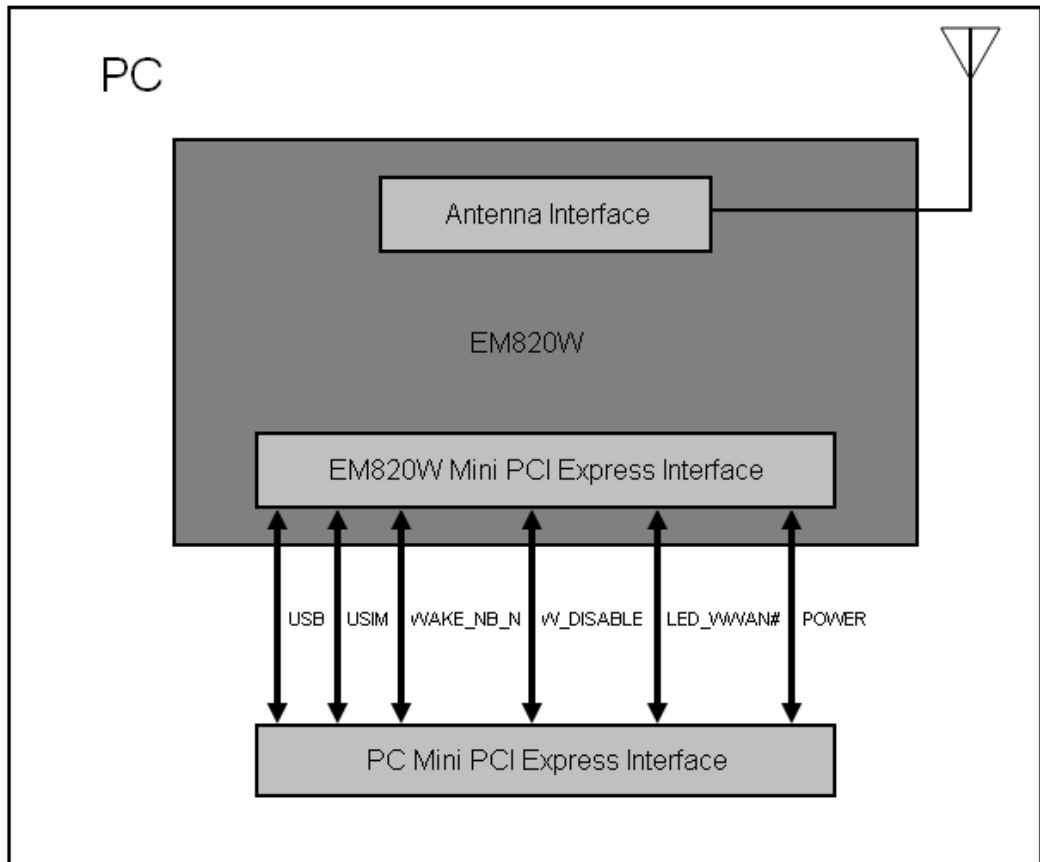 PC
Antenna Interface
EM820W
EM820W Mini PCI Express Interface
USB USIM WAKE_NB_N W_DISABLE LED_WWAN# POWER
PC Mini PCI Express Interface